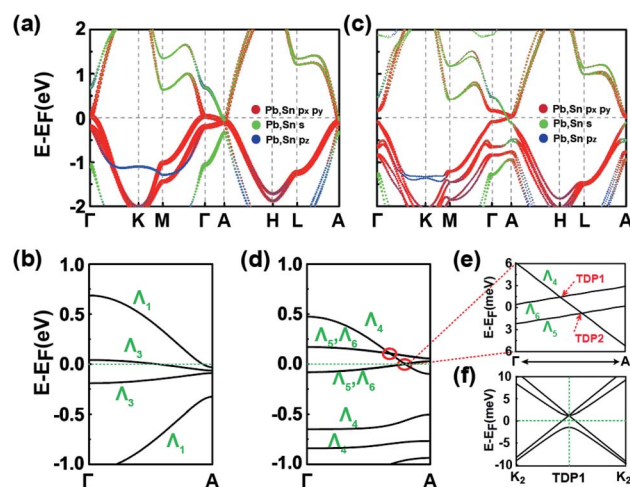 (a)
2
1
0
-1
-2
E-EF(eV)
Pb,Sn px py
Pb,Sn s
Pb,Sn pz
Γ K M Γ A H L A
(c)
2
1
0
-1
-2
E-EF(eV)
Pb,Sn px py
Pb,Sn s
Pb,Sn pz
Γ K M Γ A H L A
(b)
1.0
0.5
0.0
-0.5
-1.0
E-EF(eV)
Λ1
Λ3
Λ3
Λ1
Γ A
(d)
1.0
0.5
0.0
-0.5
-1.0
Λ4
Λ5,Λ6
Λ5,Λ6
Λ4
Λ4
Γ A
(e)
6
3
0
3
6
E-EF(meV)
Λ4
TDP1
Λ6
Λ5
TDP2
Γ A
(f)
10
5
0
-5
-10
E-EF(meV)
K2 TDP1 K2